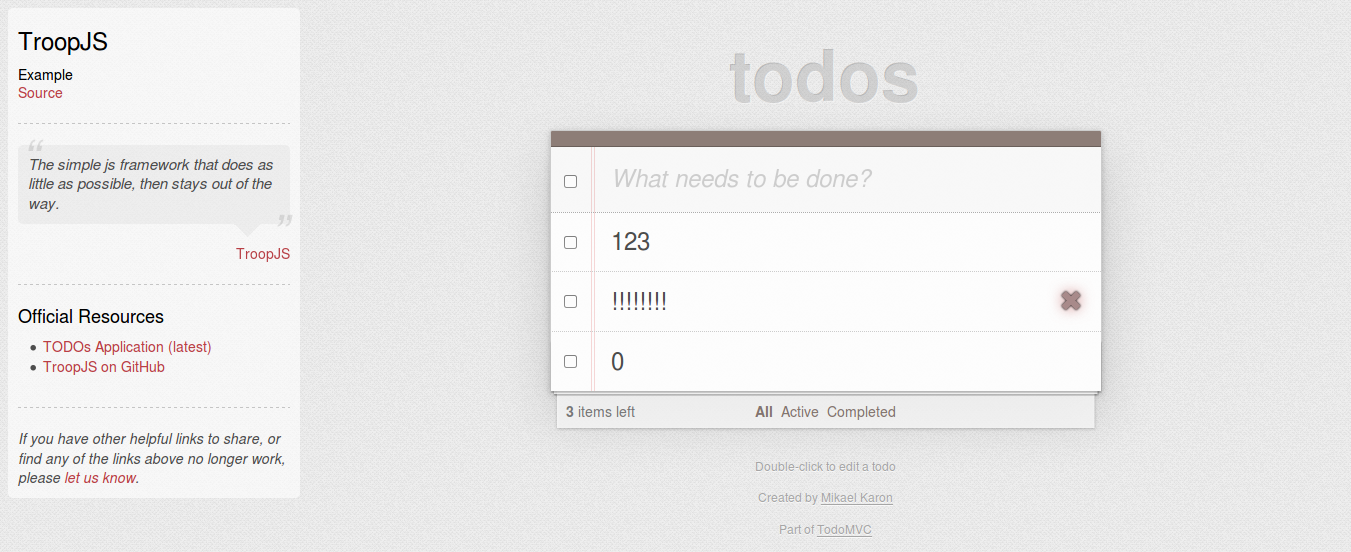 TroopJS
Example
Source
“
The simple js framework that does as
little as possible, then stays out of the
way.
”
TroopJS
Official Resources
• TODOs Application (latest)
• TroopJS on GitHub
If you have other helpful links to share, or
find any of the links above no longer work,
please let us know.
todos
What needs to be done?
123
!!!!!!!!
0
3 items left All Active Completed
Double-click to edit a todo
Created by Mikael Karon
Part of TodoMVC